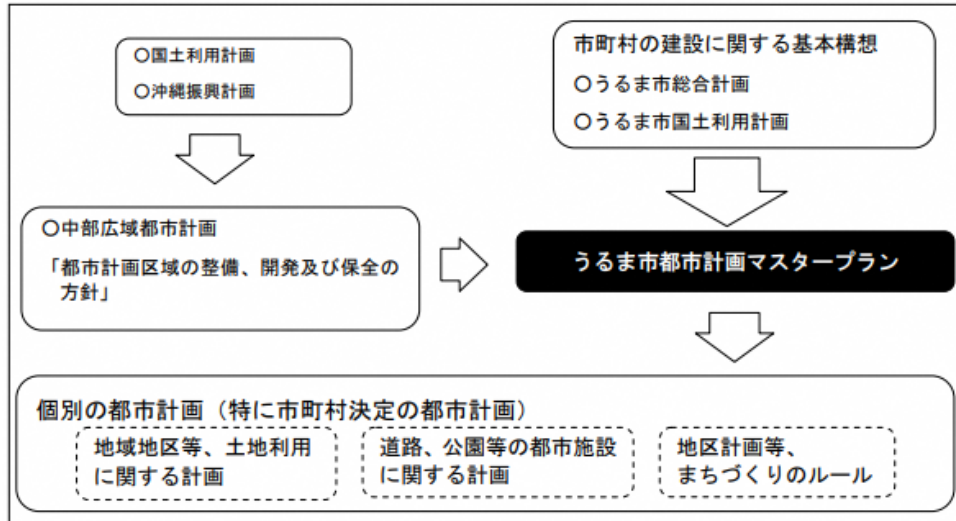 〇国土利用計画
〇沖縄振興計画
市町村の建設に関する基本構想
〇うるま市総合計画
〇うるま市国土利用計画
〇中部広域都市計画
「都市計画区域の整備、開発及び保全の
方針」
うるま市都市計画マスタープラン
個別の都市計画（特に市町村決定の都市計画）
地域地区等、土地利用
に関する計画
道路、公園等の都市施設
に関する計画
地区計画等、
まちづくりのルール